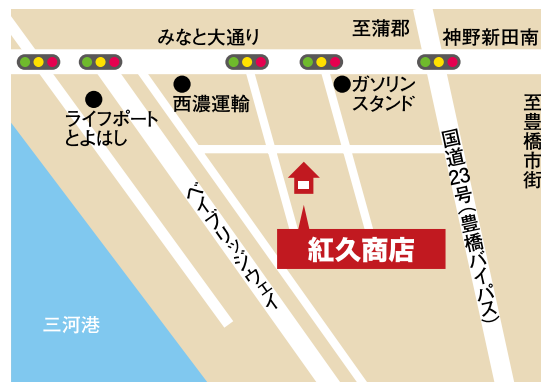 至蒲郡
みなと大通り
神野新田南
ガソリン
スタンド
西濃運輸
ライフポート
とよはし
至豊橋市街
国道23号(豊橋バイパス)
ベイブリッジウェイ
紅久商店
三河港